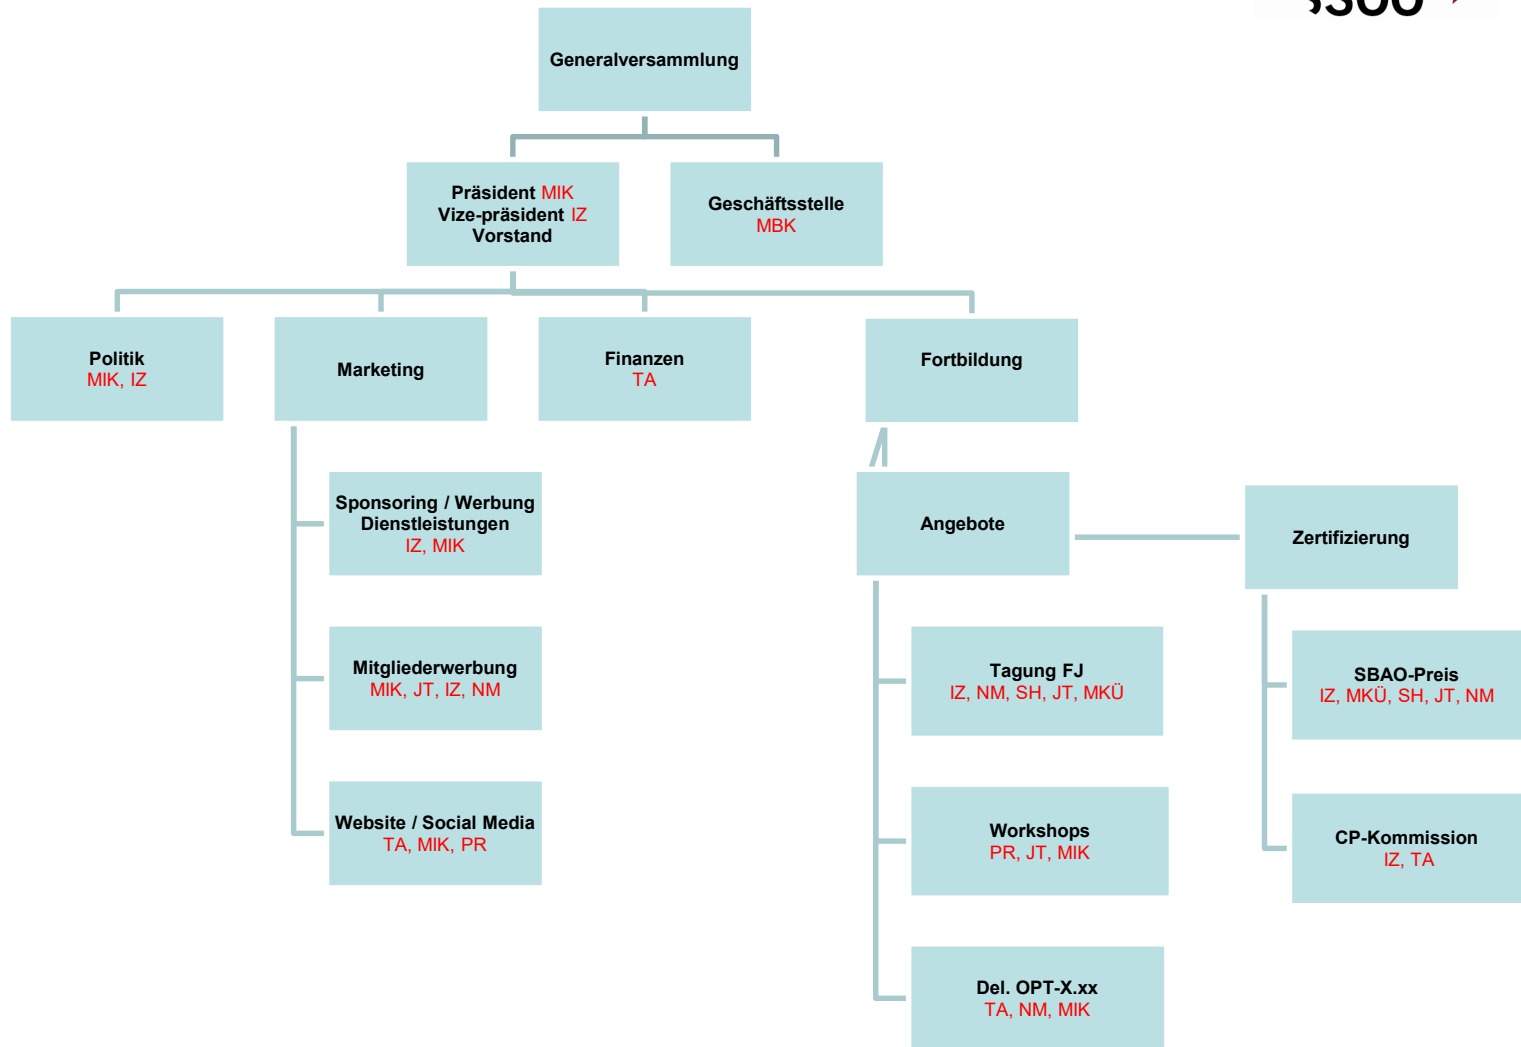 Generalversammlung
Präsident MIK
Vize-präsident IZ
Vorstand
Geschäftsstelle
MBK
Politik
MIK, IZ
Marketing
Finanzen
TA
Fortbildung
Sponsoring / Werbung
Dienstleistungen
IZ, MIK
Mitgliederwerbung
MIK, JT, IZ, NM
Website / Social Media
TA, MIK, PR
Angebote
Zertifizierung
Tagung FJ
IZ, NM, SH, JT, MKÜ
Workshops
PR, JT, MIK
Del. OPT-X.xx
TA, NM, MIK
SBAO-Preis
IZ, MKÜ, SH, JT, NM
CP-Kommission
IZ, TA